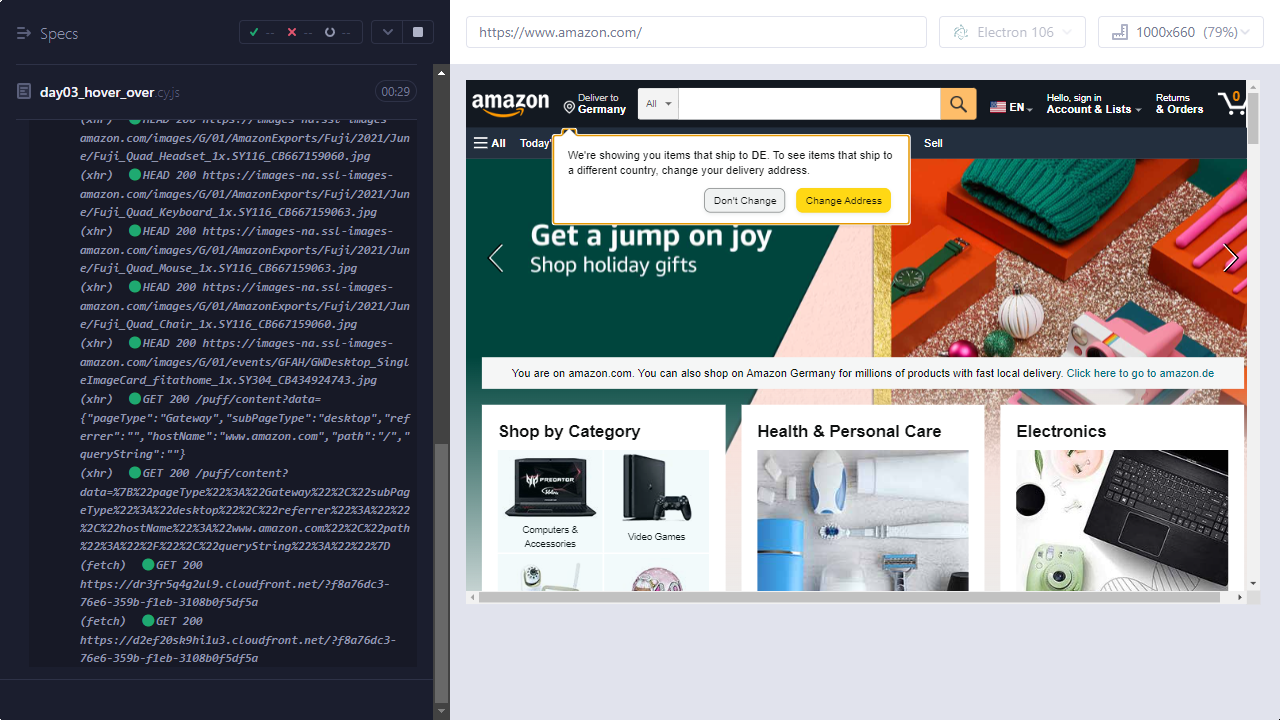 Specs
-- -- --
day03_hover_over.cy.js
00:29
(xhr) HEAD 200 https://images-na.ssl-images-
amazon.com/images/G/01/AmazonExports/Fuji/2021/Jun
e/Fuji_Quad_Headset_1x.SY116_CB667159060.jpg
(xhr) HEAD 200 https://images-na.ssl-images-
amazon.com/images/G/01/AmazonExports/Fuji/2021/Jun
e/Fuji_Quad_Keyboard_1x.SY116_CB667159063.jpg
(xhr) HEAD 200 https://images-na.ssl-images-
amazon.com/images/G/01/AmazonExports/Fuji/2021/Jun
e/Fuji_Quad_Mouse_1x.SY116_CB667159063.jpg
(xhr) HEAD 200 https://images-na.ssl-images-
amazon.com/images/G/01/AmazonExports/Fuji/2021/Jun
e/Fuji_Quad_Chair_1x.SY116_CB667159060.jpg
(xhr) HEAD 200 https://images-na.ssl-images-
amazon.com/images/G/01/events/GFAH/GWDesktop_Singl
eImageCard_fitathome_1x.SY304_CB434924743.jpg
(xhr) GET 200 /puff/content?data=
{"pageType":"Gateway","subPageType":"desktop","ref
errer":"","hostName":"www.amazon.com","path":"/","
queryString":""}
(xhr) GET 200 /puff/content?
data=%7B%22pageType%22%3A%22Gateway%22%2C%22subPag
eType%22%3A%22desktop%22%2C%22referrer%22%3A%22%22
%2C%22hostName%22%3A%22www.amazon.com%22%2C%22path
%22%3A%22%2F%22%2C%22queryString%22%3A%22%22%7D
(fetch) GET 200
https://dr3fr5q4g2ul9.cloudfront.net/?f8a76dc3-
76e6-359b-f1eb-3108b0f5df5a
(fetch) GET 200
https://d2ef20sk9hi1u3.cloudfront.net/?f8a76dc3-
76e6-359b-f1eb-3108b0f5df5a
https://www.amazon.com/
Electron 106
1000x660 (79%)
amazon
Deliver to
Germany
All
EN
Hello, sign in
Account & Lists
Returns
& Orders
0
All
Today'
Sell
We're showing you items that ship to DE. To see items that ship to
a different country, change your delivery address.
Don't Change
Change Address
Get a jump on joy
Shop holiday gifts
You are on amazon.com. You can also shop on Amazon Germany for millions of products with fast local delivery. Click here to go to amazon.de
Shop by Category
PREDATOR
Computers &
Accessories
Video Games
Health & Personal Care
Electronics